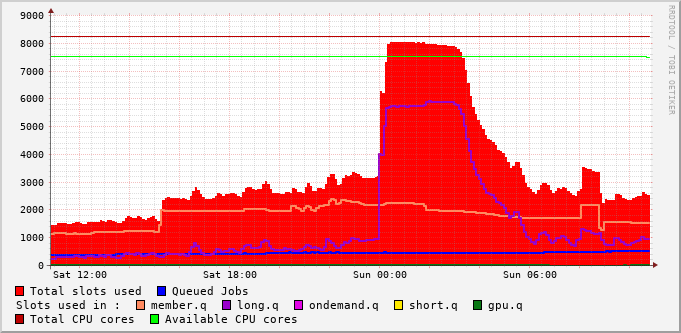 9000
8000
7000
6000
5000
4000
3000
2000
1000
0
Sat 12:00 Sat 18:00 Sun 00:00 Sun 06:00
RRDTOOL / TOBI OETIKER
Total slots used Queued Jobs
Slots used in : member.q long.q ondemand.q short.q gpu.q
Total CPU cores Available CPU cores